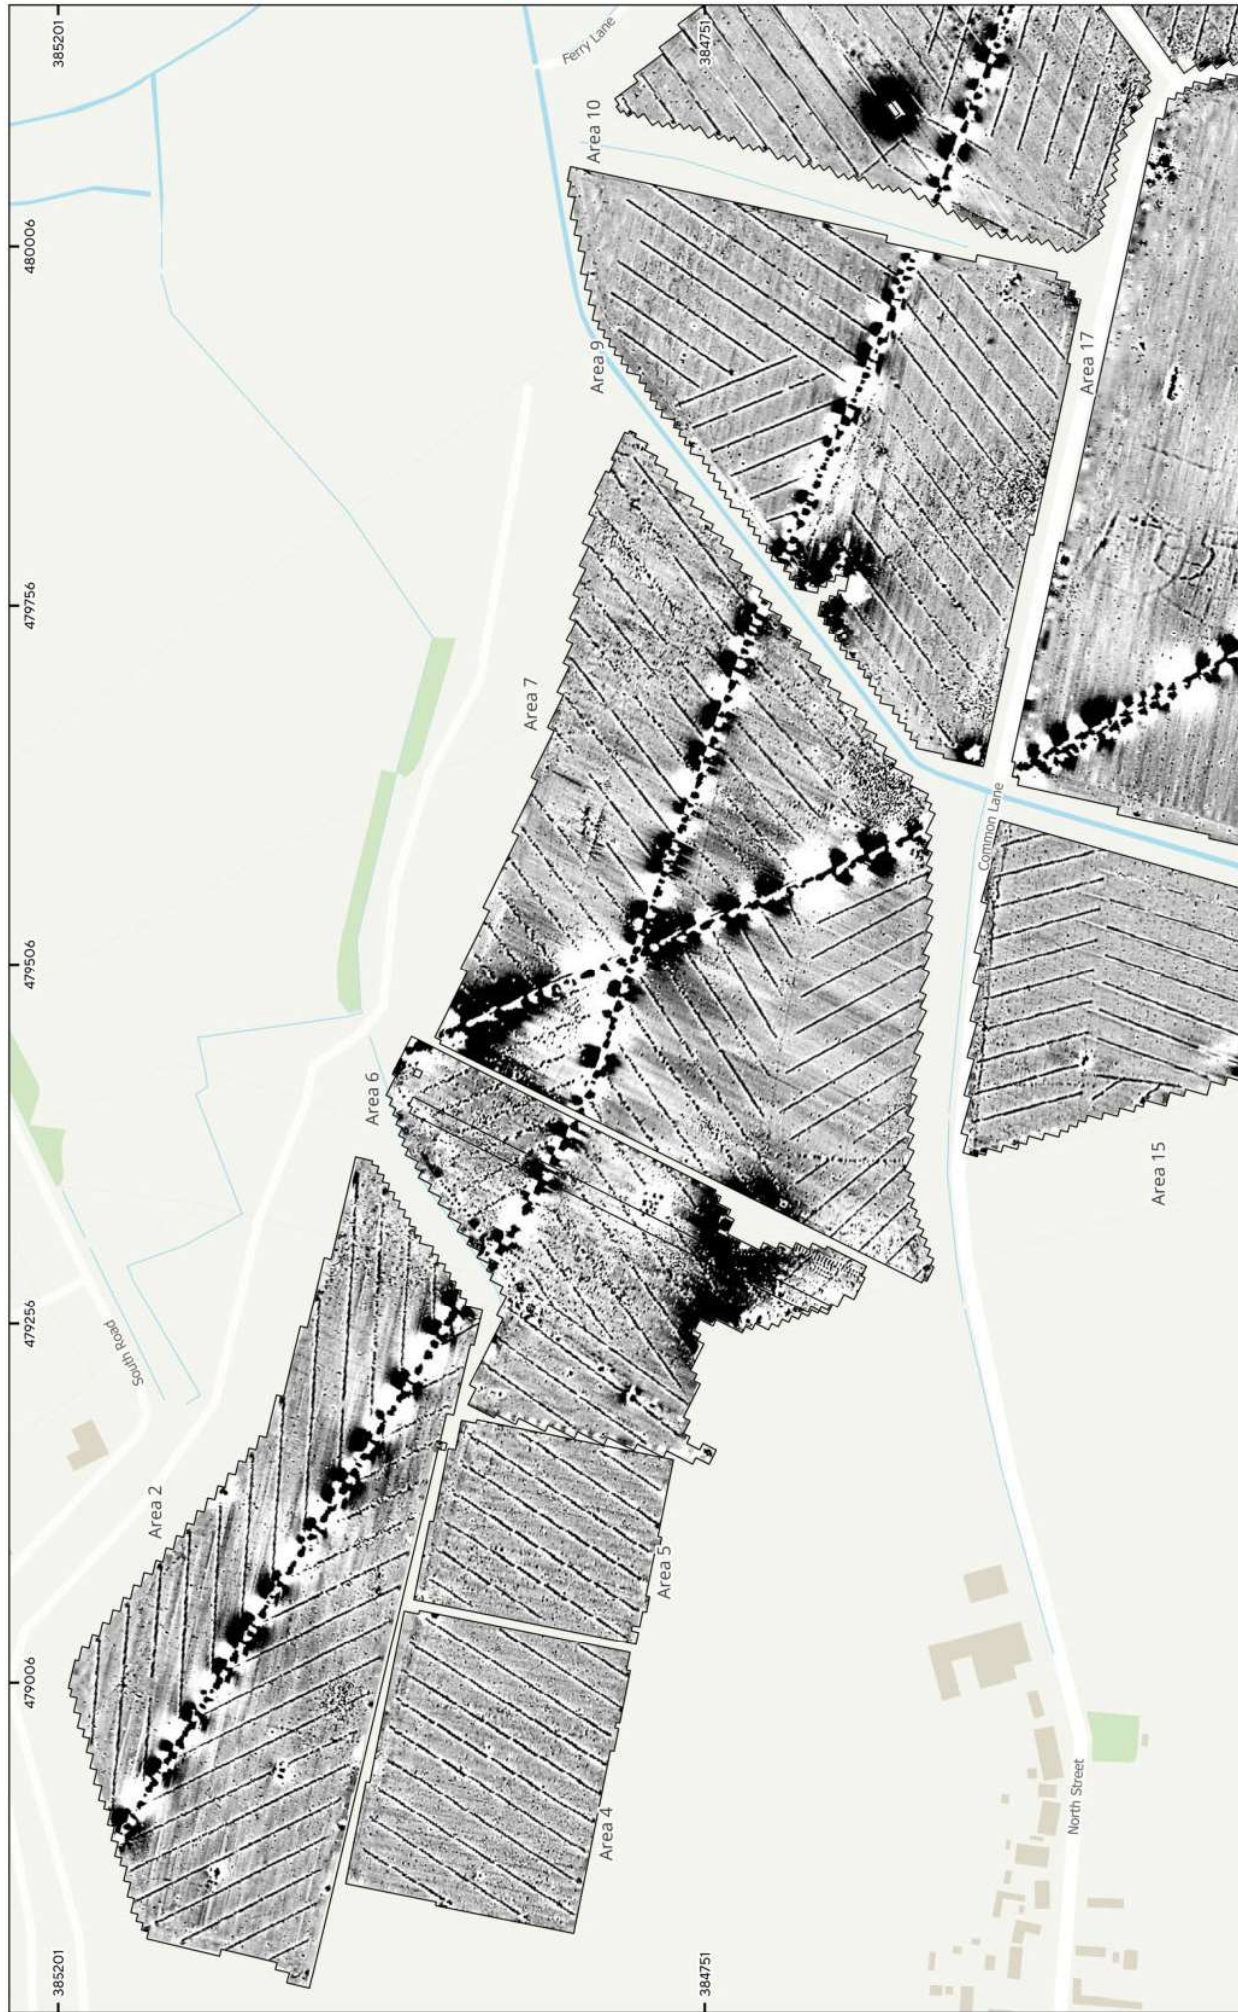 385201
384751
480006
479756
479506
479256
479006
385201
384751
Ferry Lane
Area 10
Area 9
Area 17
Area 7
Common Lane
Area 6
Area 15
South Road
Area 2
Area 5
Area 4
North Street